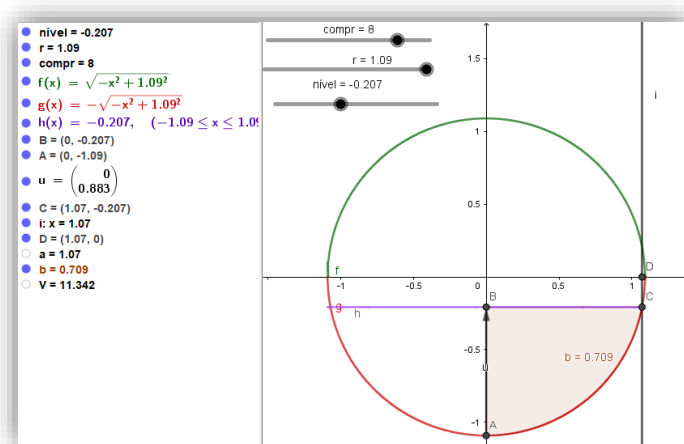 nível = -0.207
r = 1.09
compr = 8
f(x) = √-x² + 1.09²
g(x) = -√-x² + 1.09²
h(x) = -0.207, (-1.09 ≤ x ≤ 1.09
B = (0, -0.207)
A = (0, -1.09)
u = (0
0.883)
C = (1.07, -0.207)
i: x = 1.07
D = (1.07, 0)
a = 1.07
b = 0.709
V = 11.342
compr = 8
r = 1.09
nível = -0.207
1.5
i
1
0.5
f
D
-1
-0.5
0
0.5
1
g
h
B
C
-0.5
u
b = 0.709
-1
A